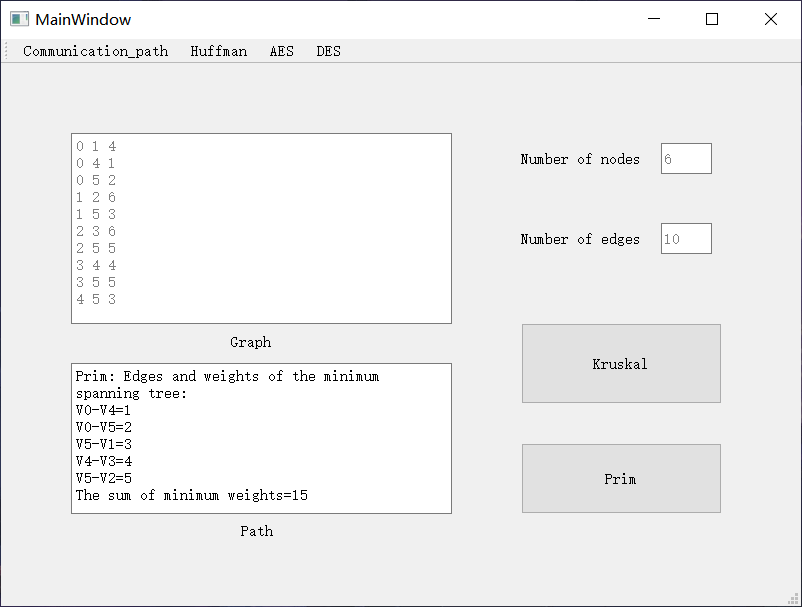 MainWindow
Communication_path Huffman AES DES
0 1 4
0 4 1
0 5 2
1 2 6
1 5 3
2 3 6
2 5 5
3 4 4
3 5 5
4 5 3
Graph
Prim: Edges and weights of the minimum
spanning tree:
V0-V4=1
V0-V5=2
V5-V1=3
V4-V3=4
V5-V2=5
The sum of minimum weights=15
Path
Number of nodes 6
Number of edges 10
Kruskal
Prim